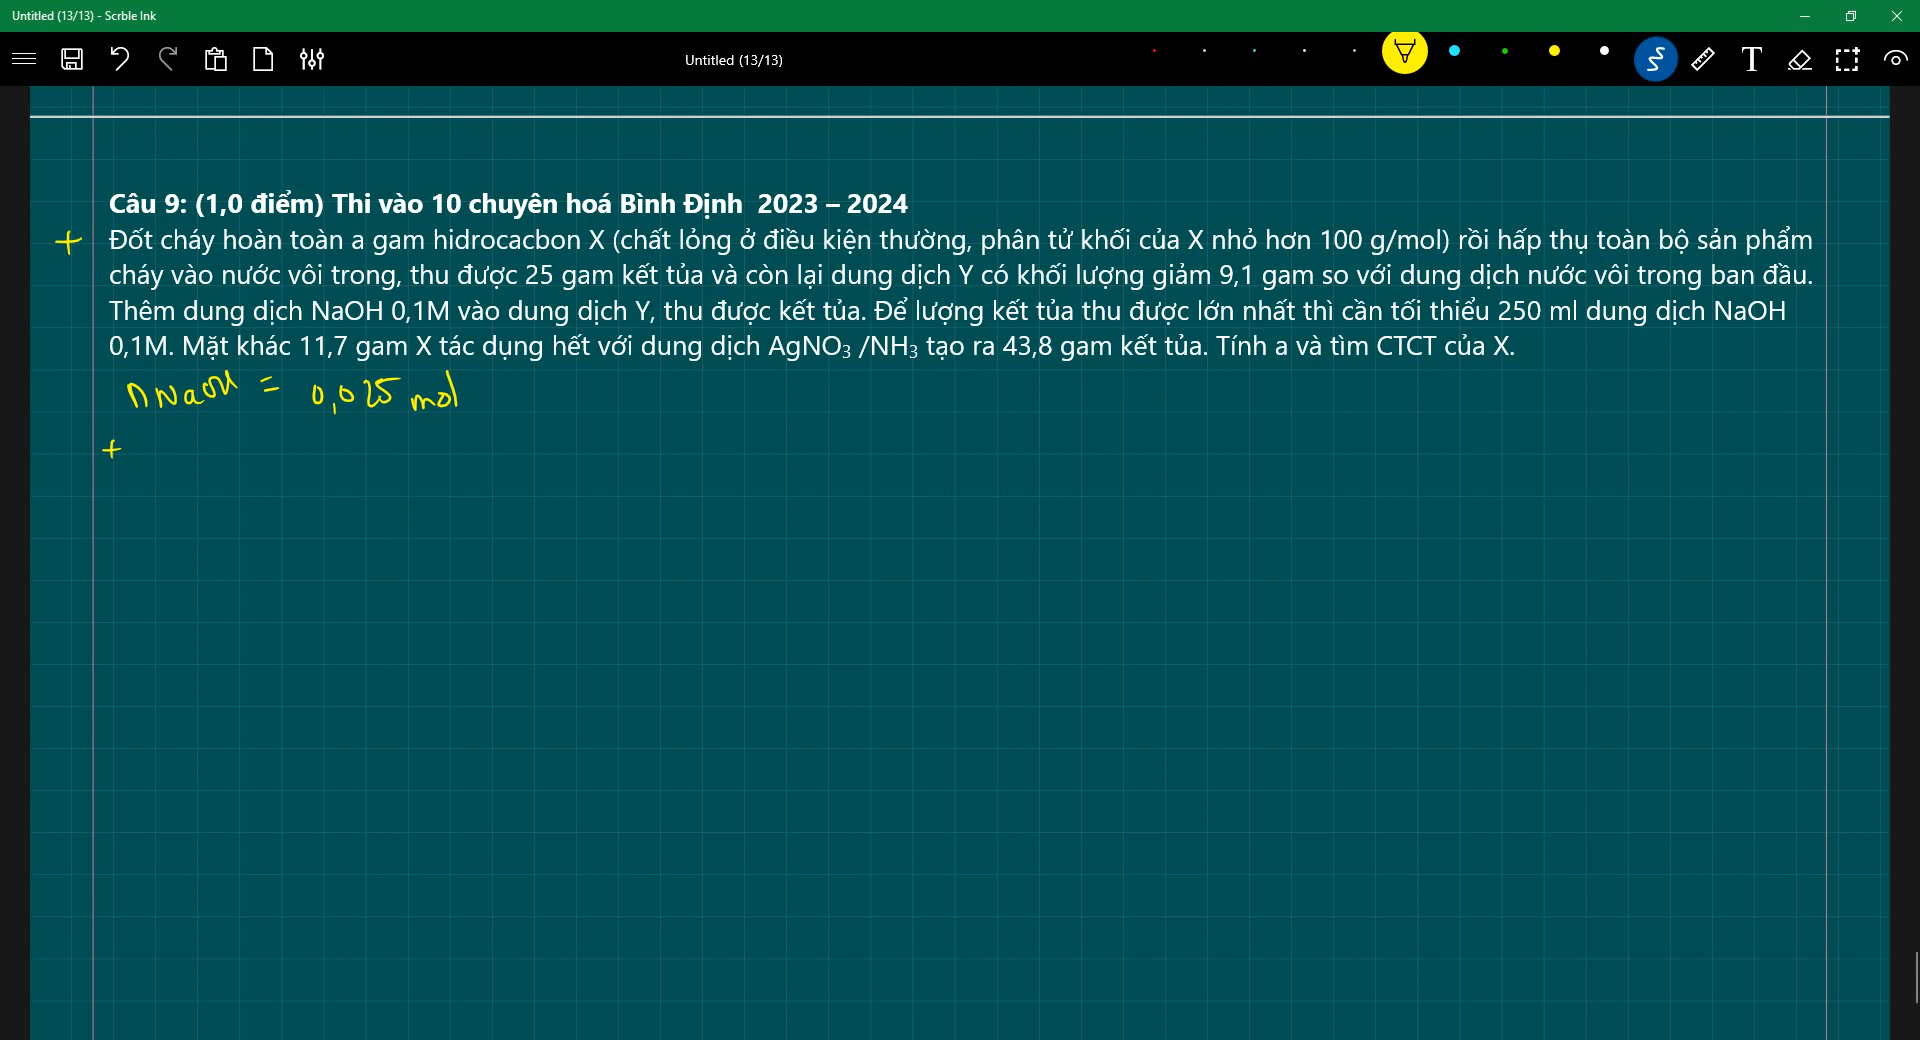 Untitled (13/13) - Scrble Ink
Untitled (13/13)
T
Câu 9: (1,0 điểm) Thi vào 10 chuyên hoá Bình Định 2023 – 2024
+ Đốt cháy hoàn toàn a gam hidrocacbon X (chất lỏng ở điều kiện thường, phân tử khối của X nhỏ hơn 100 g/mol) rồi hấp thụ toàn bộ sản phẩm
cháy vào nước vôi trong, thu được 25 gam kết tủa và còn lại dung dịch Y có khối lượng giảm 9,1 gam so với dung dịch nước vôi trong ban đầu.
Thêm dung dịch NaOH 0,1M vào dung dịch Y, thu được kết tủa. Để lượng kết tủa thu được lớn nhất thì cần tối thiểu 250 ml dung dịch NaOH
0,1M. Mặt khác 11,7 gam X tác dụng hết với dung dịch AgNO₃ /NH₃ tạo ra 43,8 gam kết tủa. Tính a và tìm CTCT của X.
nNaOH = 0,025 mol
+